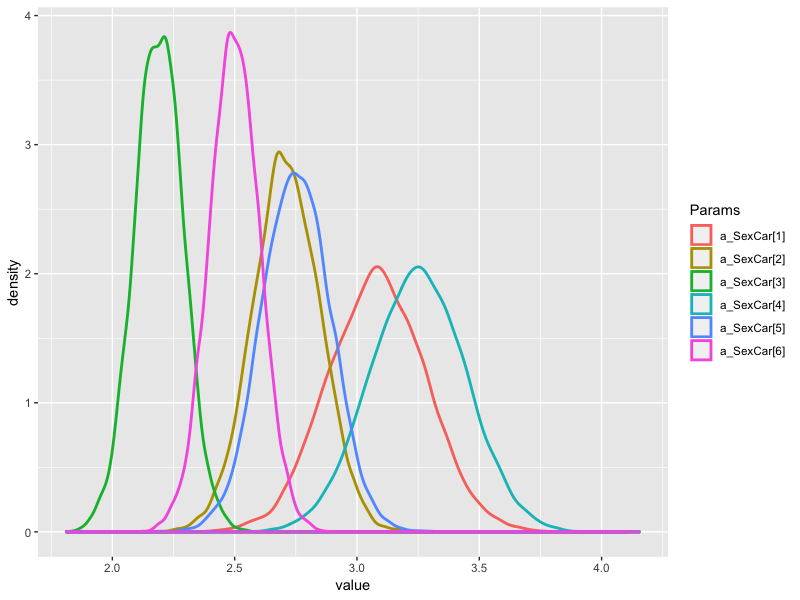 4
3
2
1
0
density
2.0 2.5 3.0 3.5 4.0
value
Params
a_SexCar[1]
a_SexCar[2]
a_SexCar[3]
a_SexCar[4]
a_SexCar[5]
a_SexCar[6]